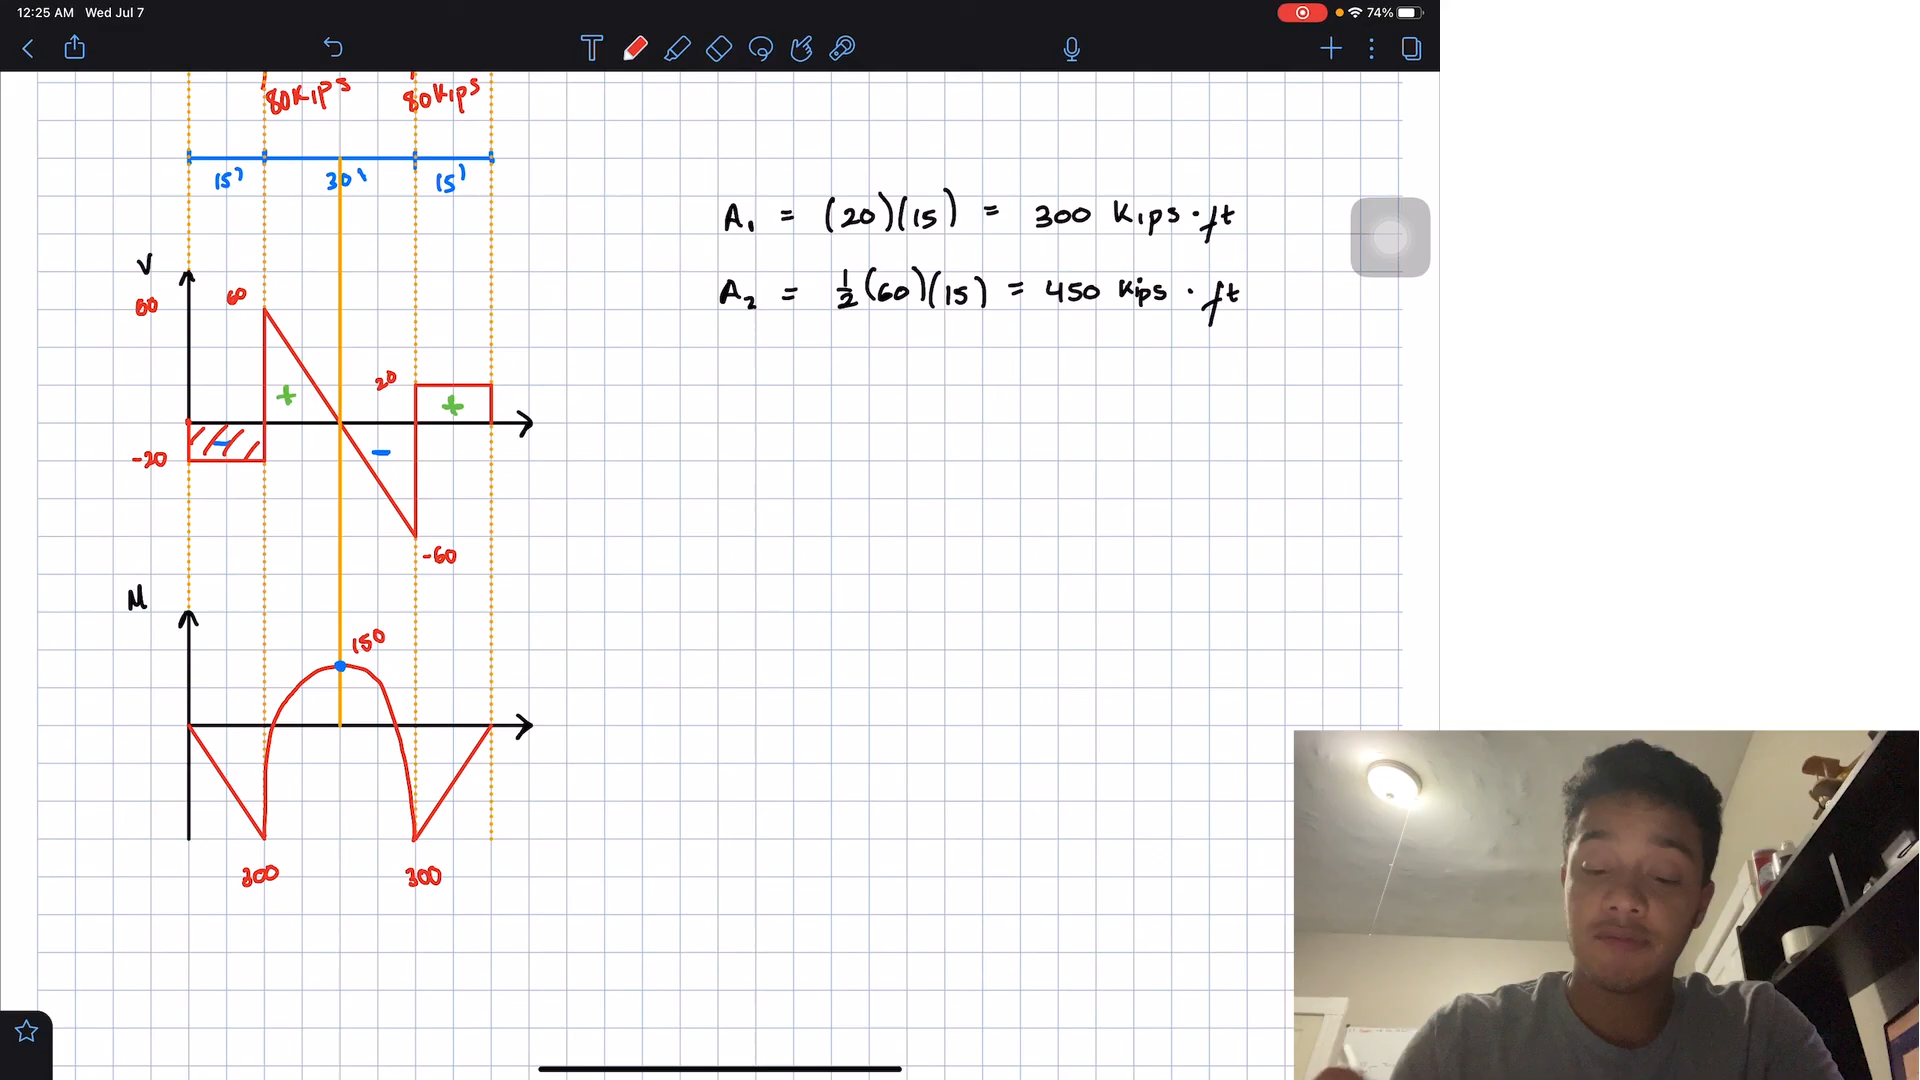 12:25 AM Wed Jul 7
74%
T
80Kips 80Kips
15' 30' 15'
A₁ = (20)(15) = 300 Kips·ft
A₂ = ½(60)(15) = 450 Kips·ft
V
80 60
+
20
+
-
-
-20
-60
M
150
300 300